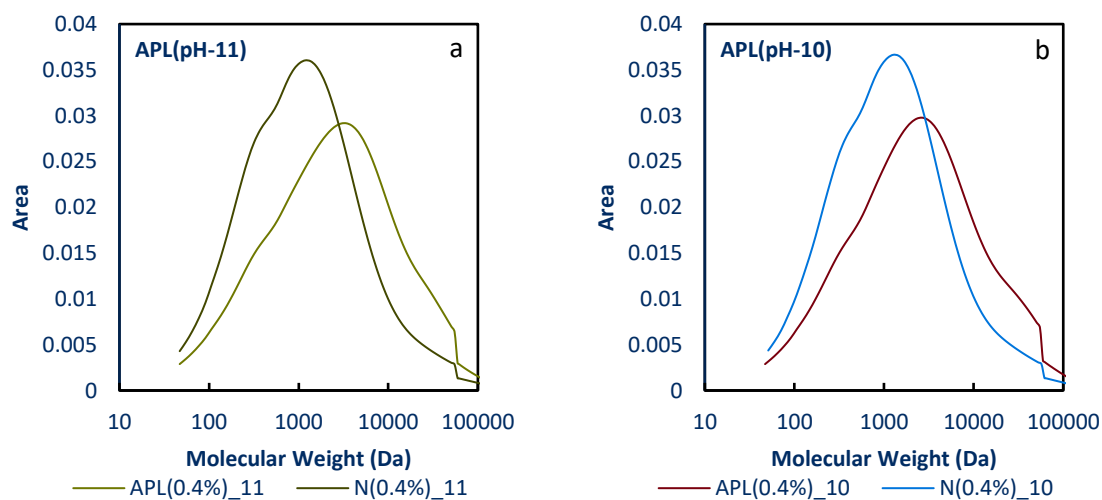 APL(pH-11)
a
0.04
0.035
0.03
0.025
0.02
0.015
0.01
0.005
0
Area
10 100 1000 10000 100000
Molecular Weight (Da)
APL(0.4%)_11 N(0.4%)_11
APL(pH-10)
b
0.04
0.035
0.03
0.025
0.02
0.015
0.01
0.005
0
Area
10 100 1000 10000 100000
Molecular Weight (Da)
APL(0.4%)_10 N(0.4%)_10